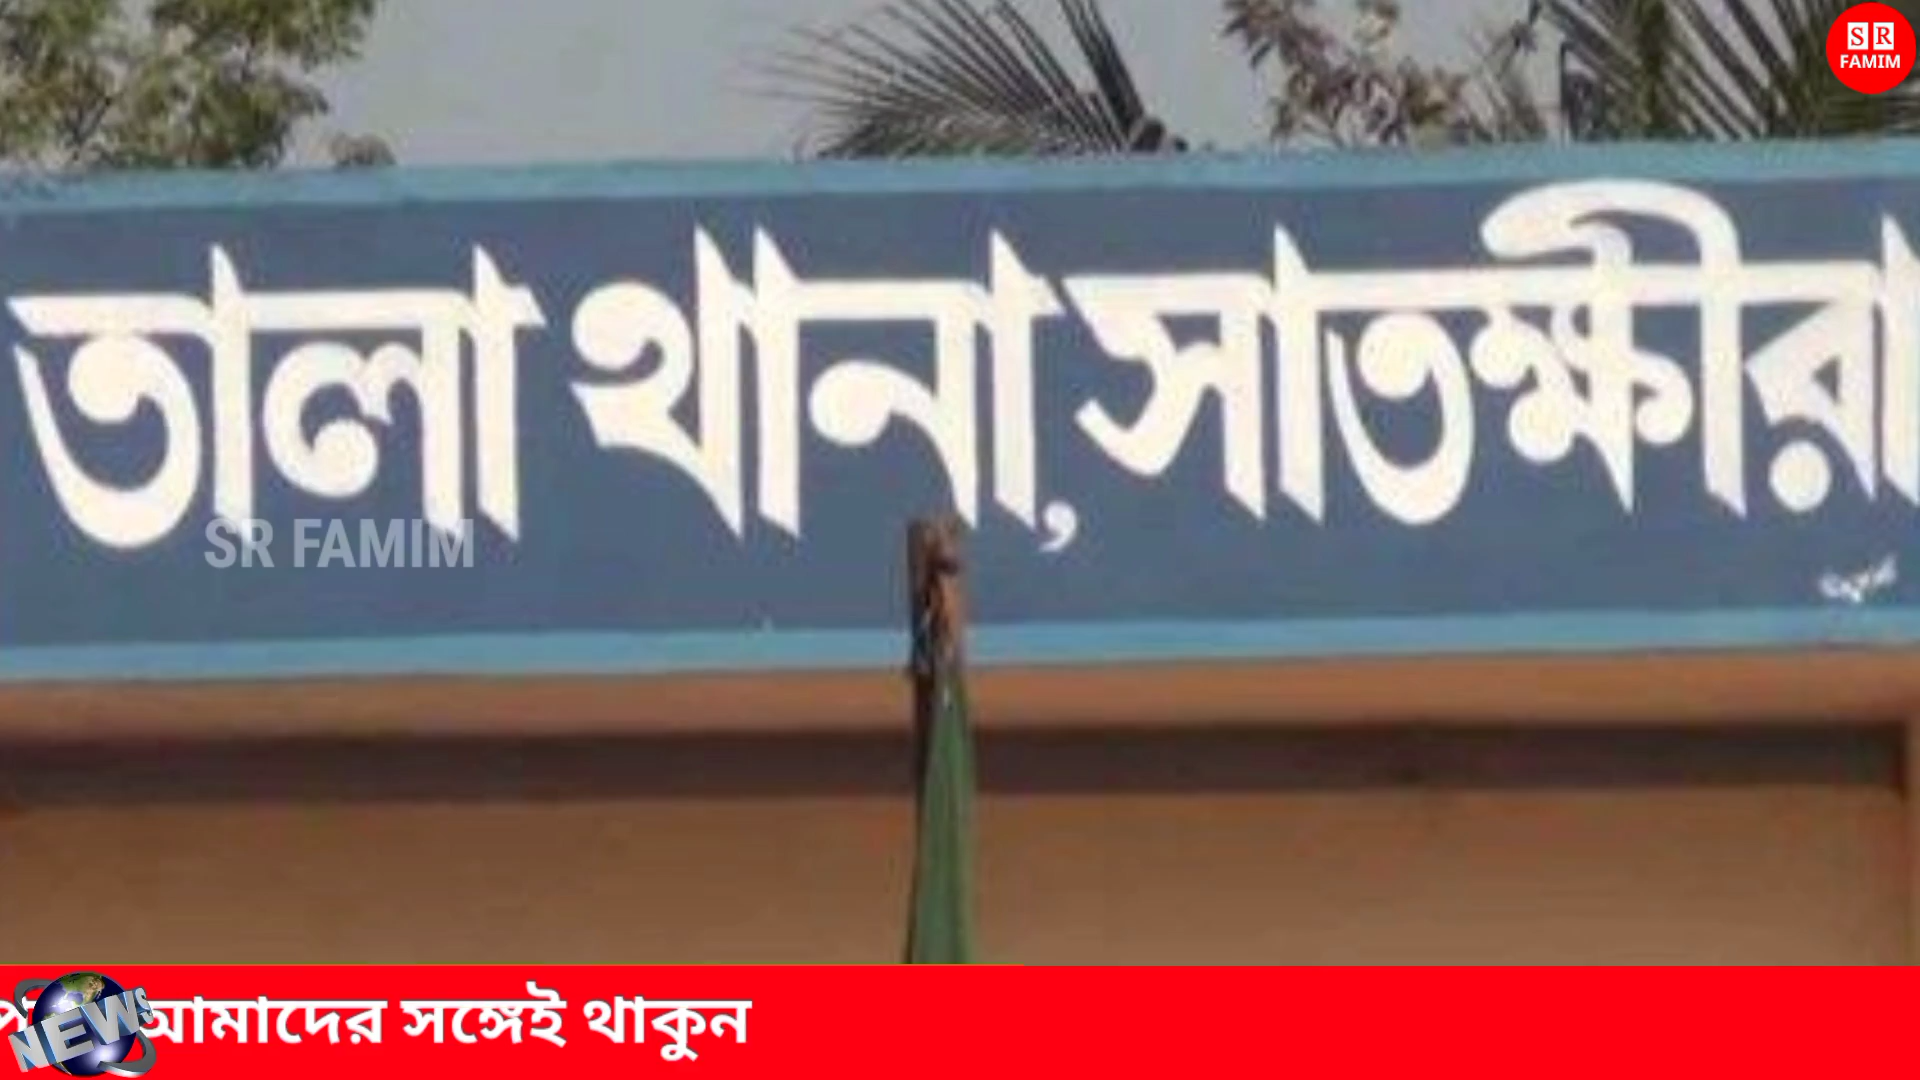 SR
FAMIM
তালা থানা, সাতক্ষীরা
SR FAMIM
NEWS
আমাদের সঙ্গেই থাকুন